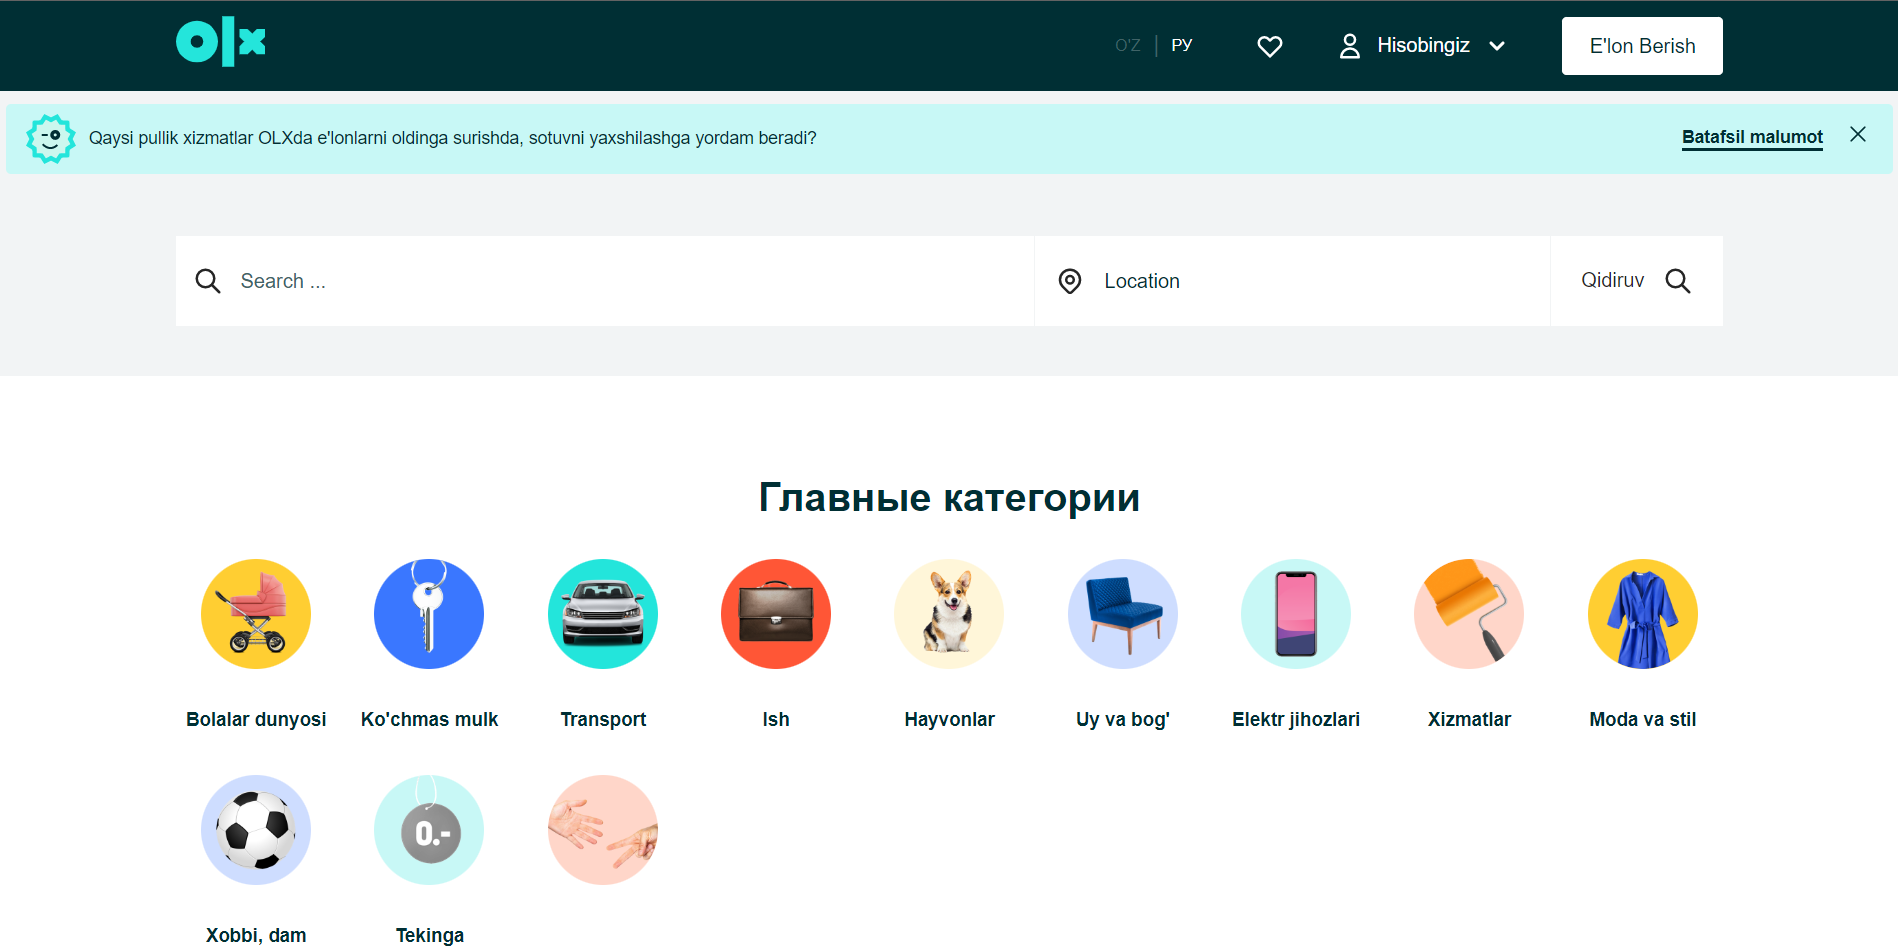 olx
O'Z | РУ
Hisobingiz
E'lon Berish
Qaysi pullik xizmatlar OLXda e'lonlarni oldinga surishda, sotuvni yaxshilashga yordam beradi?
Batafsil malumot
Search ...
Location
Qidiruv
Главные категории
Bolalar dunyosi
Ko'chmas mulk
Transport
Ish
Hayvonlar
Uy va bog'
Elektr jihozlari
Xizmatlar
Moda va stil
0.-
Xobbi, dam
Tekinga